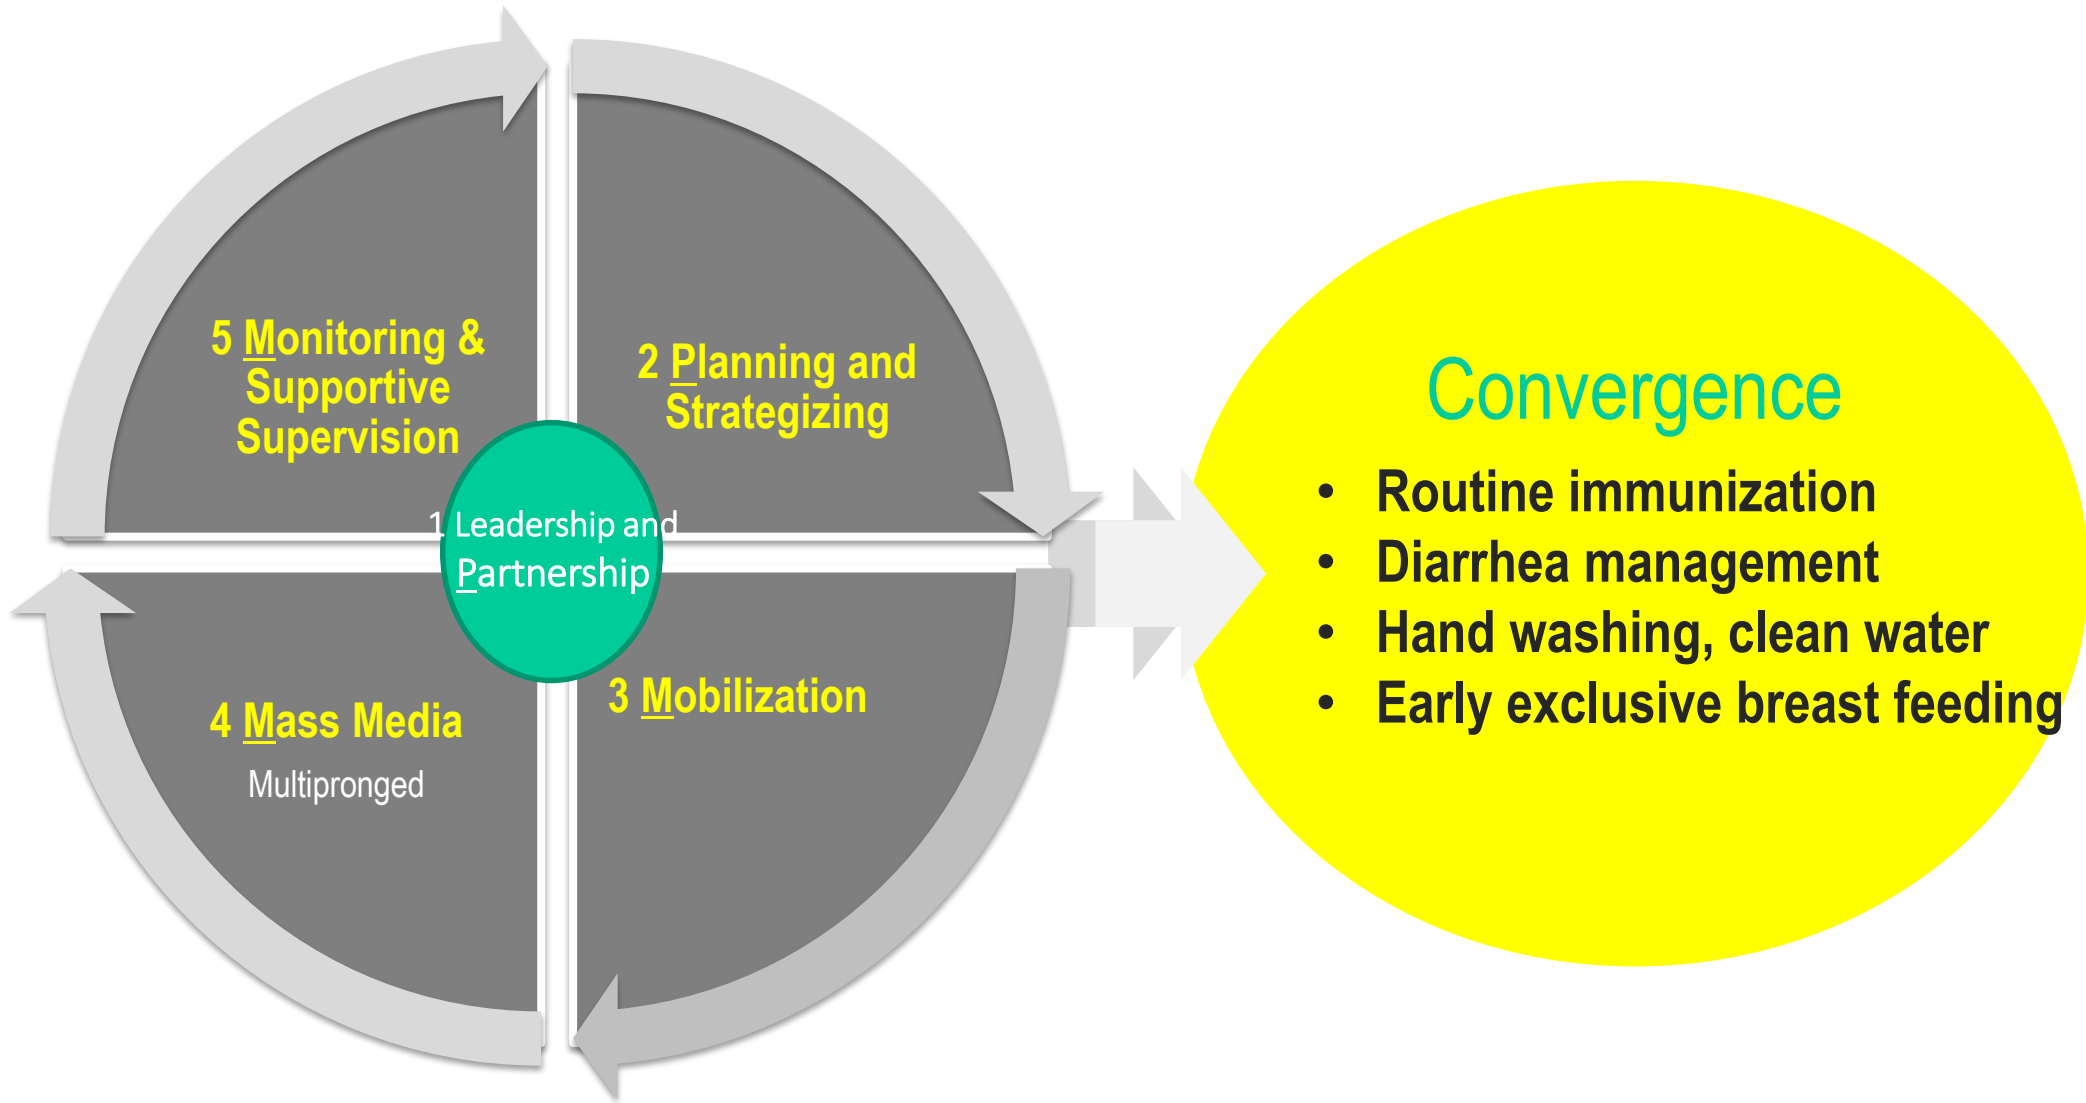 5 Monitoring &
Supportive
Supervision
2 Planning and
Strategizing
1 Leadership and
Partnership
4 Mass Media
Multipronged
3 Mobilization
Convergence
• Routine immunization
• Diarrhea management
• Hand washing, clean water
• Early exclusive breast feeding